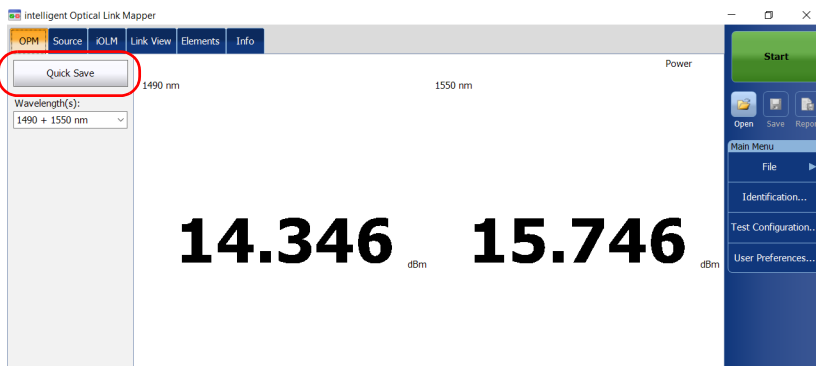 intelligent Optical Link Mapper
OPM Source iOLM Link View Elements Info
Start
Quick Save
Power
1490 nm 1550 nm
Wavelength(s):
1490 + 1550 nm
Open Save Repor
Main Menu
File
Identification...
Test Configuration..
User Preferences...
14.346 dBm 15.746 dBm